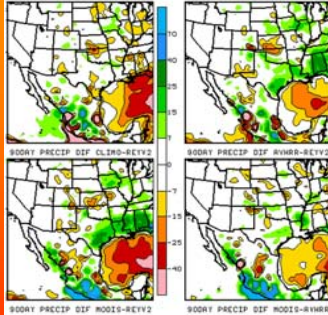 90DAY PRECIP DIF CLIMO-REYV2
90DAY PRECIP DIF AVHRR-REYV2
70
40
25
15
7
0
-7
-15
-25
-40
90DAY PRECIP DIF MODIS-REYV2
90DAY PRECIP DIF MODIS-AVHRR